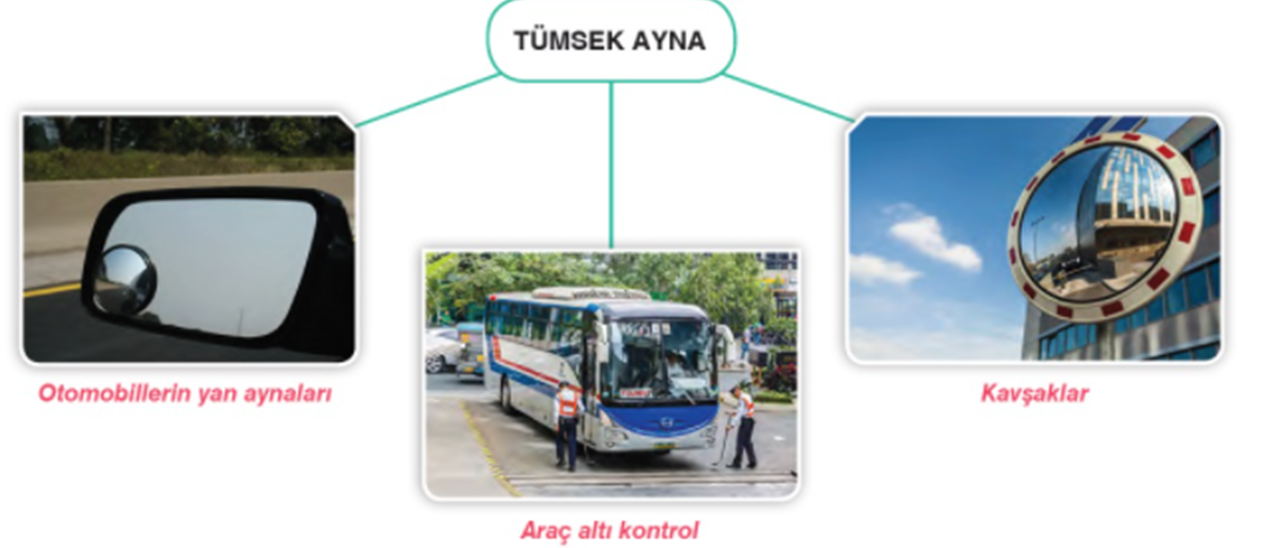 TÜMSEK AYNA
Otomobillerin yan aynaları
Kavşaklar
Araç altı kontrol